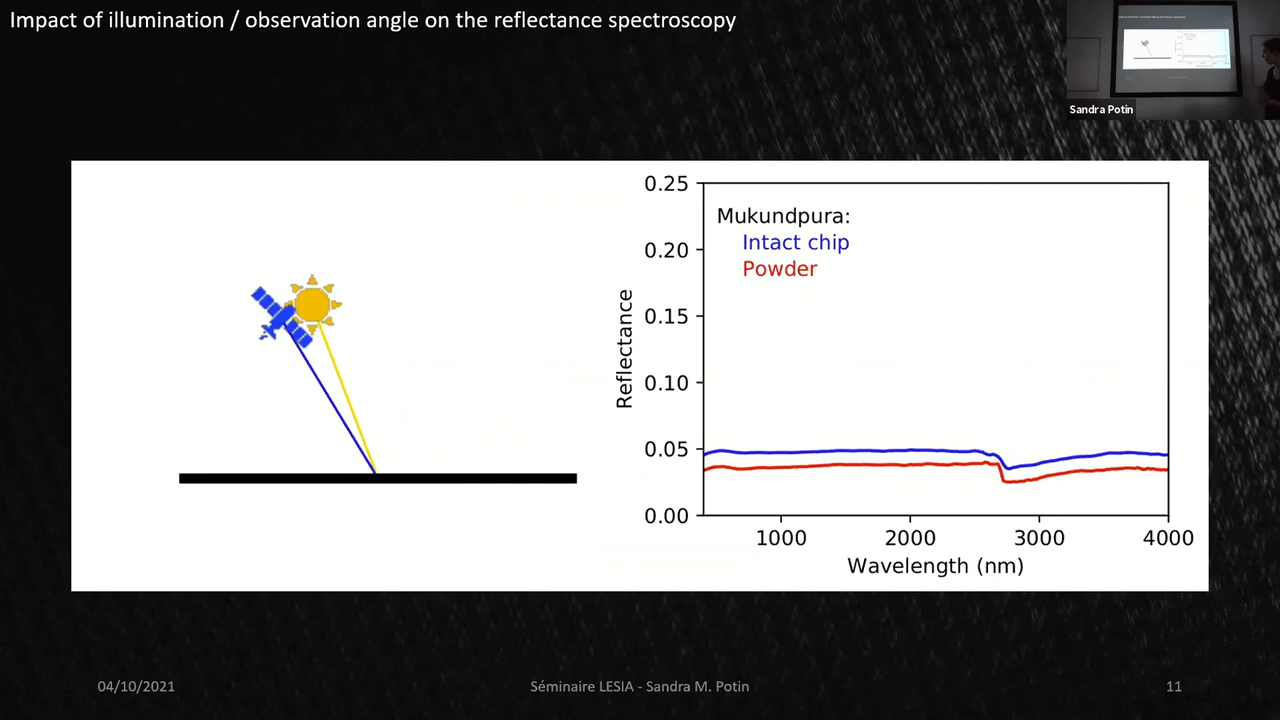 Impact of illumination / observation angle on the reflectance spectroscopy
Sandra Potin
0.25
0.20
0.15
0.10
0.05
0.00
Reflectance
Mukundpura:
Intact chip
Powder
1000 2000 3000 4000
Wavelength (nm)
04/10/2021
Séminaire LESIA - Sandra M. Potin
11